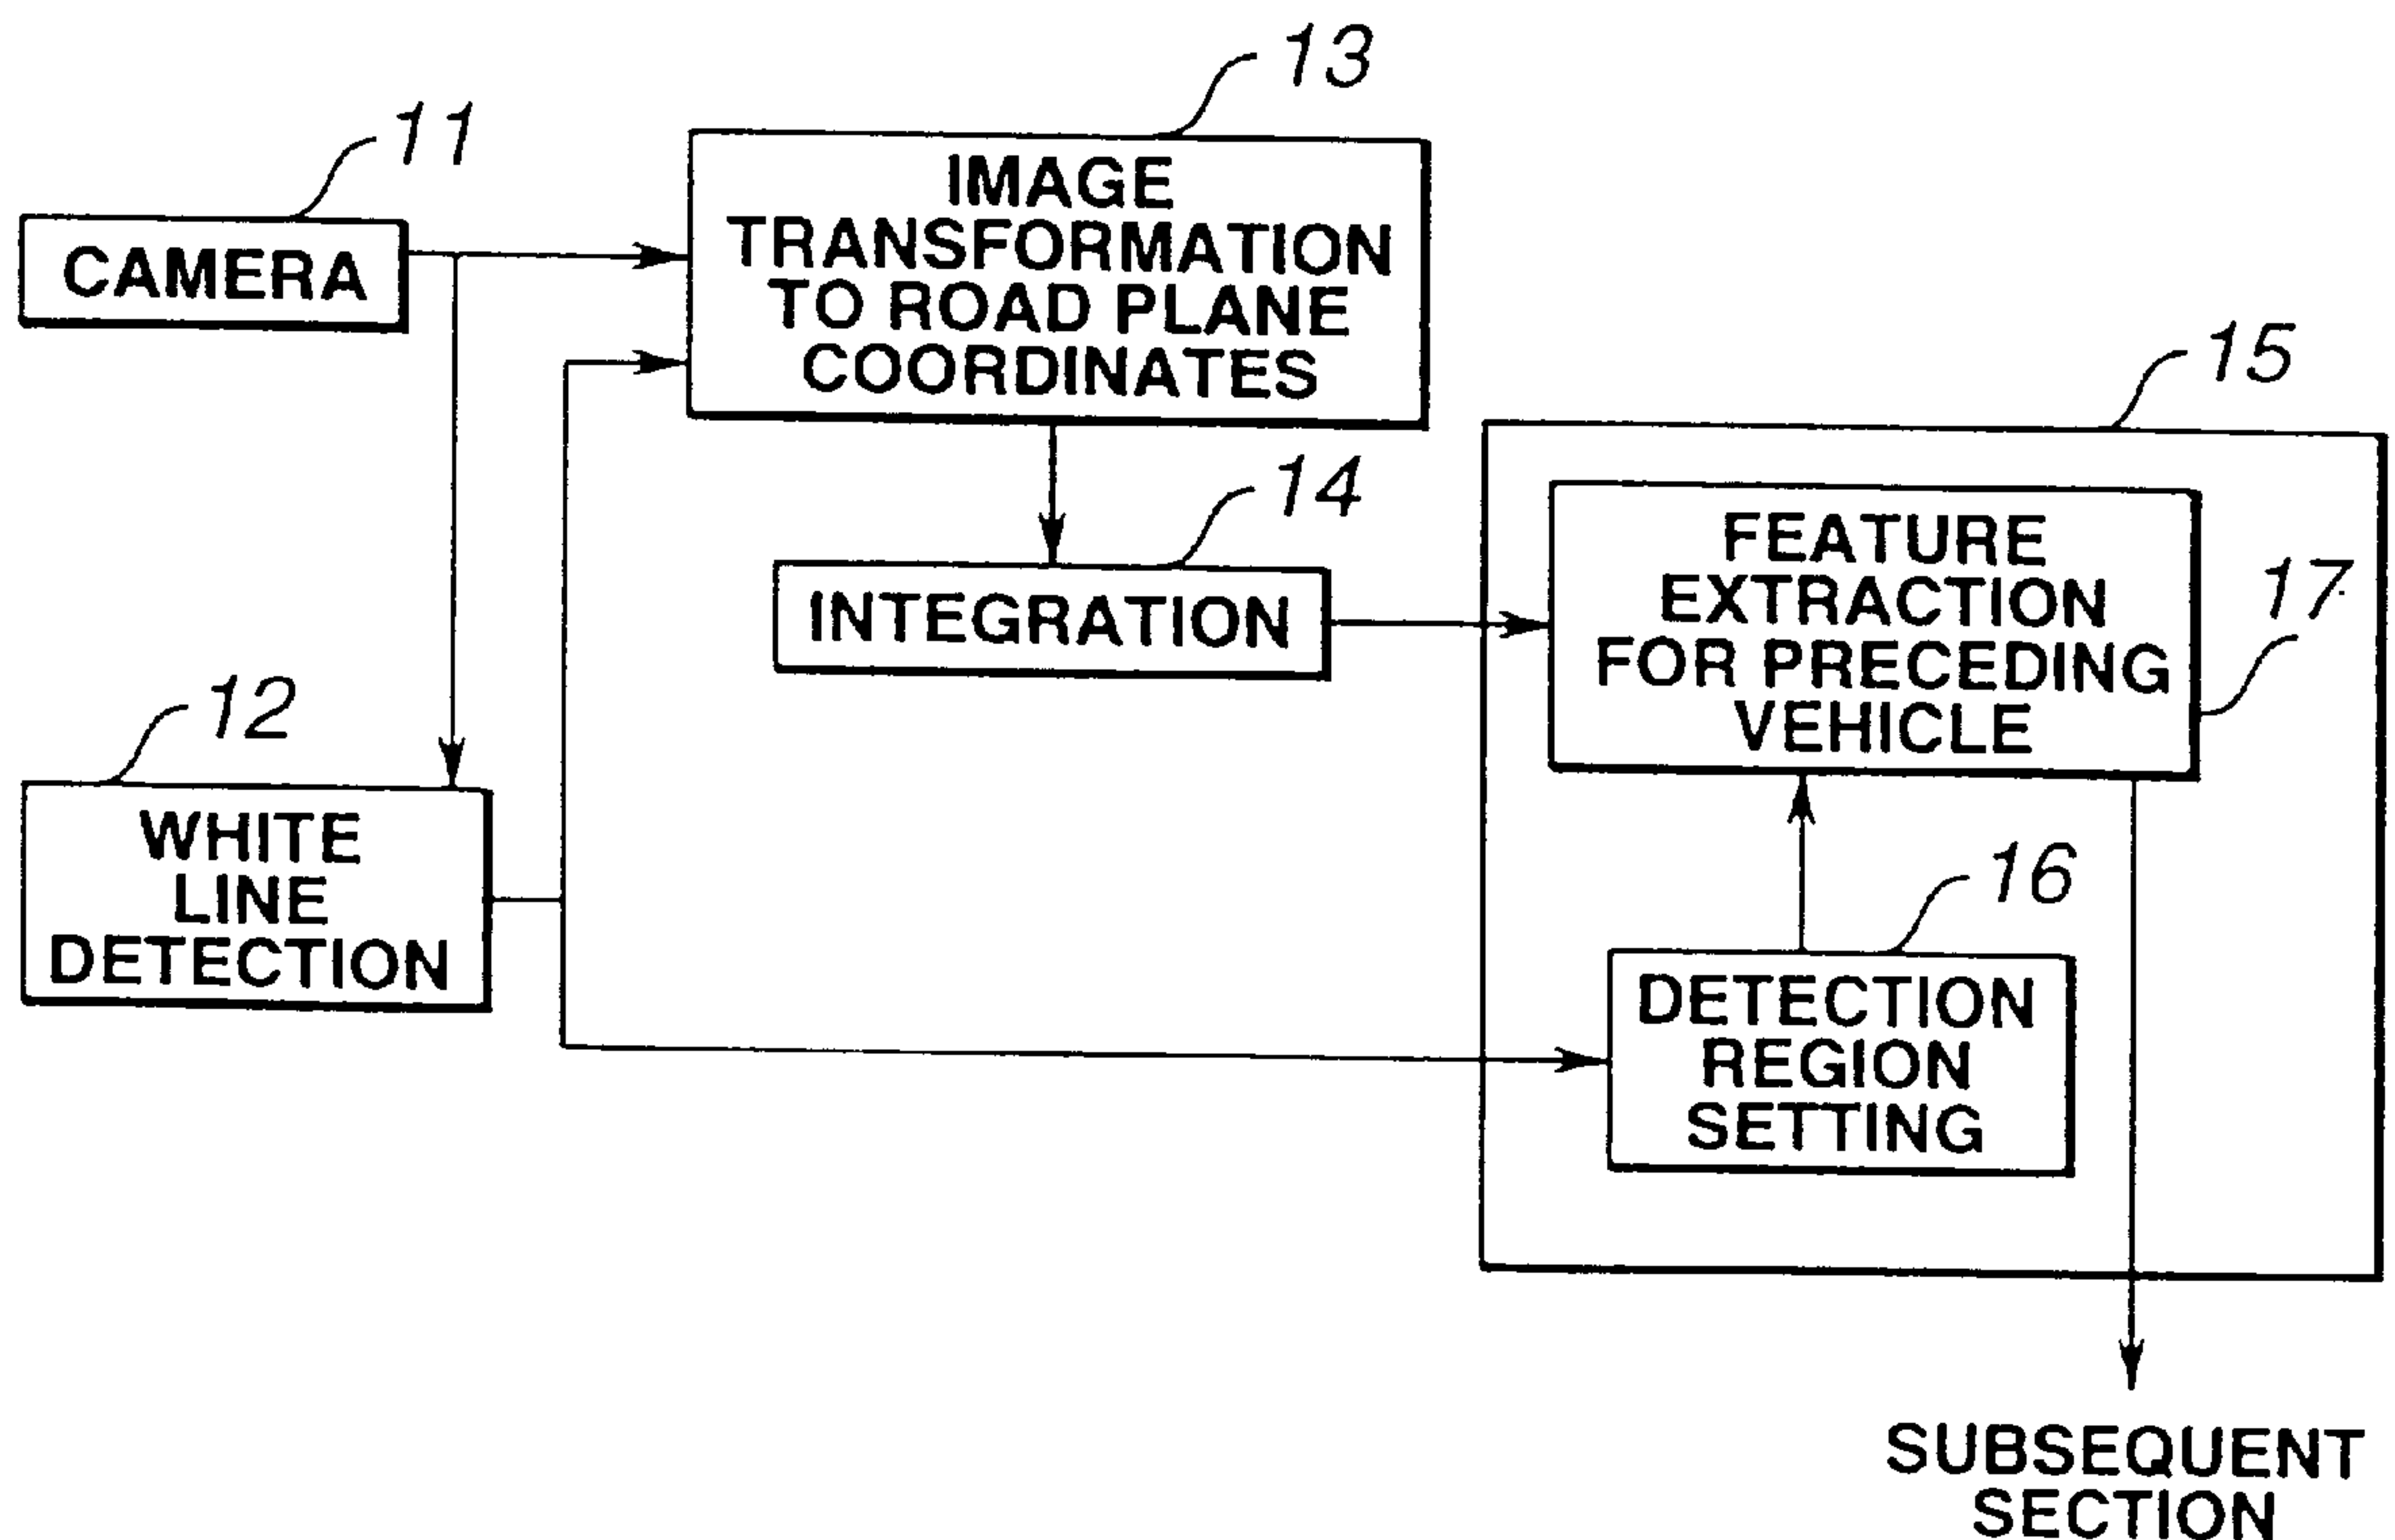 13
11
IMAGE
TRANSFORMATION
TO ROAD PLANE
COORDINATES
CAMERA
15
14
FEATURE
EXTRACTION
FOR PRECEDING
VEHICLE
17
INTEGRATION
12
WHITE
LINE
DETECTION
16
DETECTION
REGION
SETTING
SUBSEQUENT
SECTION